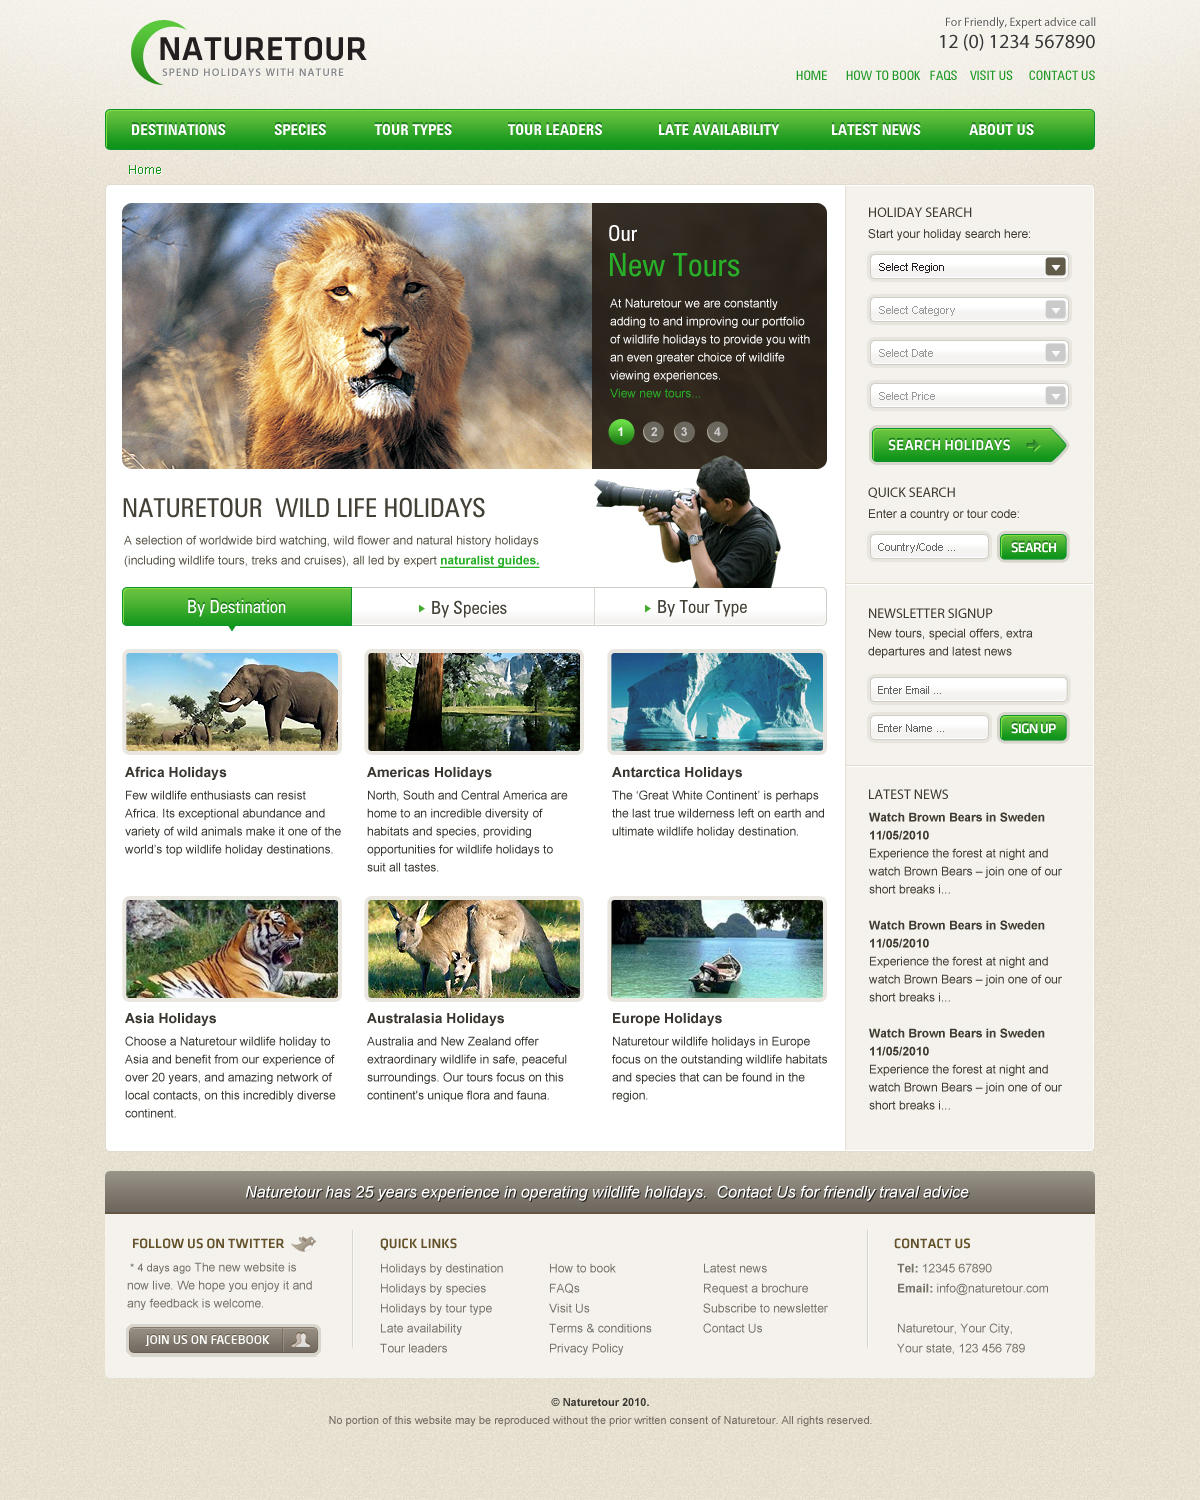 NATURETOUR
SPEND HOLIDAYS WITH NATURE
For Friendly, Expert advice call
12 (0) 1234 567890
HOME HOW TO BOOK FAQS VISIT US CONTACT US
DESTINATIONS SPECIES TOUR TYPES TOUR LEADERS LATE AVAILABILITY LATEST NEWS ABOUT US
Home
Our
New Tours
At Naturetour we are constantly
adding to and improving our portfolio
of wildlife holidays to provide you with
an even greater choice of wildlife
viewing experiences.
View new tours...
1 2 3 4
NATURETOUR WILD LIFE HOLIDAYS
A selection of worldwide bird watching, wild flower and natural history holidays
(including wildlife tours, treks and cruises), all led by expert naturalist guides.
By Destination By Species By Tour Type
Africa Holidays
Few wildlife enthusiasts can resist
Africa. Its exceptional abundance and
variety of wild animals make it one of the
world's top wildlife holiday destinations.
Americas Holidays
North, South and Central America are
home to an incredible diversity of
habitats and species, providing
opportunities for wildlife holidays to
suit all tastes.
Antarctica Holidays
The 'Great White Continent' is perhaps
the last true wilderness left on earth and
ultimate wildlife holiday destination.
Asia Holidays
Choose a Naturetour wildlife holiday to
Asia and benefit from our experience of
over 20 years, and amazing network of
local contacts, on this incredibly diverse
continent.
Australasia Holidays
Australia and New Zealand offer
extraordinary wildlife in safe, peaceful
surroundings. Our tours focus on this
continent's unique flora and fauna.
Europe Holidays
Naturetour wildlife holidays in Europe
focus on the outstanding wildlife habitats
and species that can be found in the
region.
HOLIDAY SEARCH
Start your holiday search here:
Select Region
Select Category
Select Date
Select Price
SEARCH HOLIDAYS
QUICK SEARCH
Enter a country or tour code:
Country/Code ... SEARCH
NEWSLETTER SIGNUP
New tours, special offers, extra
departures and latest news
Enter Email ...
Enter Name ... SIGN UP
LATEST NEWS
Watch Brown Bears in Sweden
11/05/2010
Experience the forest at night and
watch Brown Bears – join one of our
short breaks i...
Watch Brown Bears in Sweden
11/05/2010
Experience the forest at night and
watch Brown Bears – join one of our
short breaks i...
Watch Brown Bears in Sweden
11/05/2010
Experience the forest at night and
watch Brown Bears – join one of our
short breaks i...
Naturetour has 25 years experience in operating wildlife holidays. Contact Us for friendly traval advice
FOLLOW US ON TWITTER
* 4 days ago The new website is
now live. We hope you enjoy it and
any feedback is welcome.
JOIN US ON FACEBOOK
QUICK LINKS
Holidays by destination
Holidays by species
Holidays by tour type
Late availability
Tour leaders
How to book
FAQs
Visit Us
Terms & conditions
Privacy Policy
Latest news
Request a brochure
Subscribe to newsletter
Contact Us
CONTACT US
Tel: 12345 67890
Email: info@naturetour.com
Naturetour, Your City,
Your state, 123 456 789
© Naturetour 2010.
No portion of this website may be reproduced without the prior written consent of Naturetour. All rights reserved.